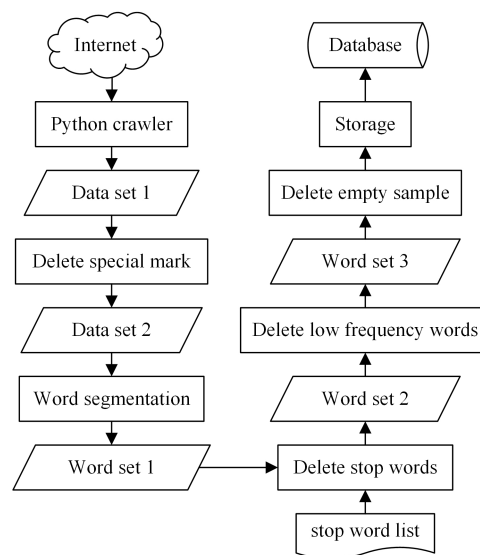 Internet
Python crawler
Data set 1
Delete special mark
Data set 2
Word segmentation
Word set 1
Database
Storage
Delete empty sample
Word set 3
Delete low frequency words
Word set 2
Delete stop words
stop word list